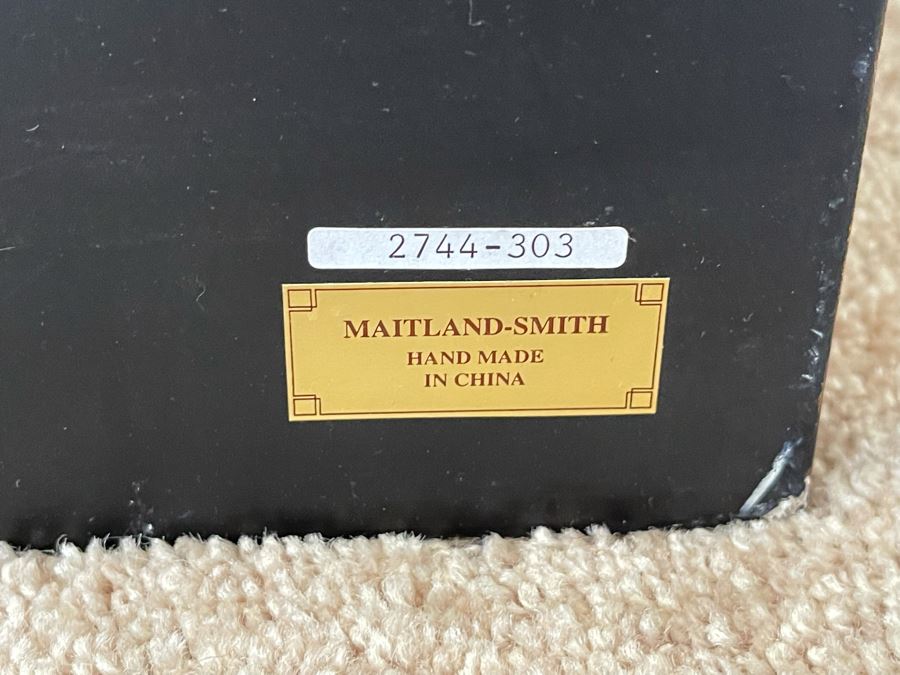 2744-303
MAITLAND-SMITH
HAND MADE
IN CHINA